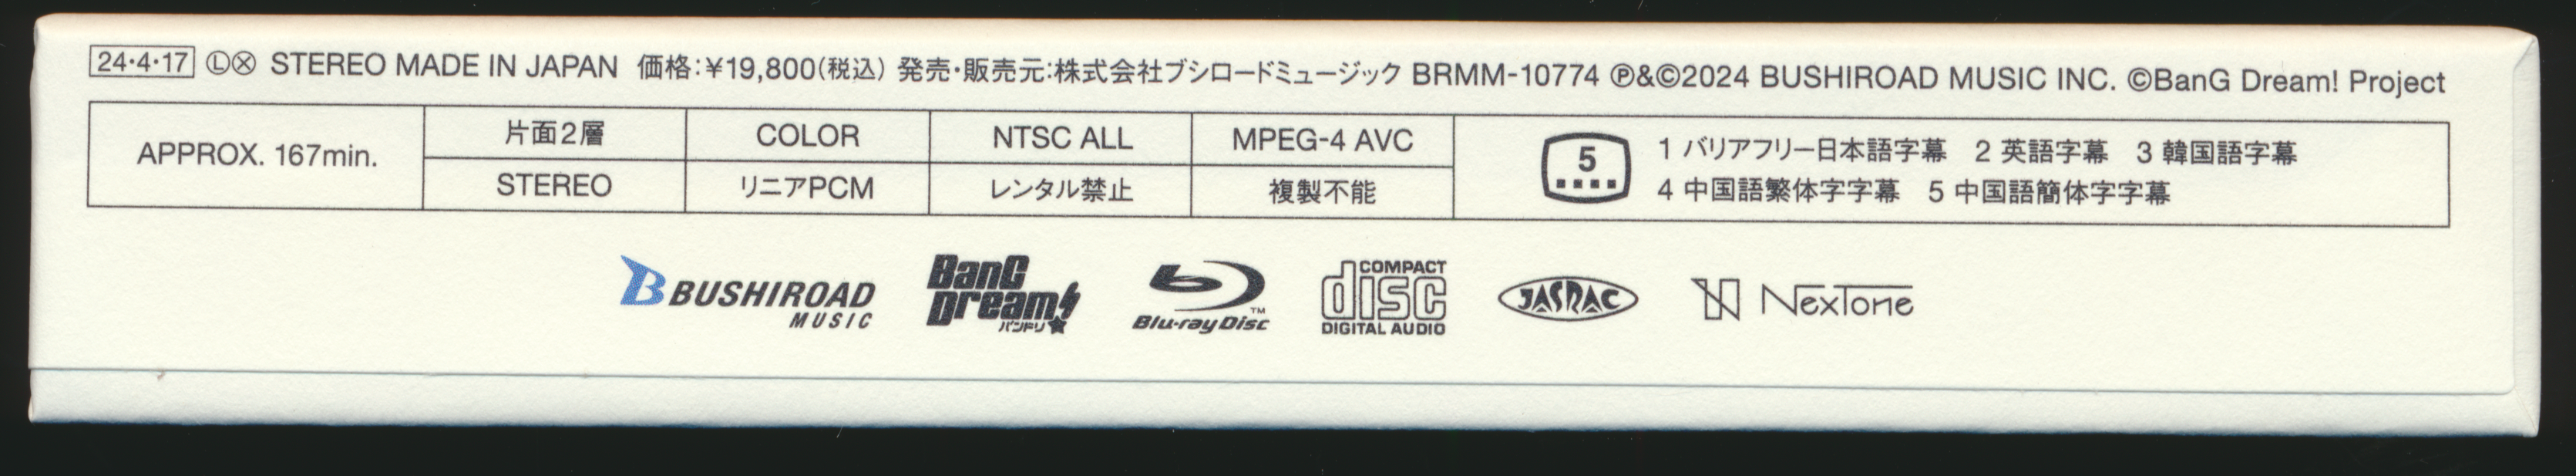 24・4・17 ⓁⓍ STEREO MADE IN JAPAN 価格:¥19,800(税込) 発売・販売元:株式会社ブシロードミュージック BRMM-10774 Ⓟ&©2024 BUSHIROAD MUSIC INC. ©BanG Dream! Project
APPROX. 167min.
片面2層 COLOR NTSC ALL MPEG-4 AVC
STEREO リニアPCM レンタル禁止 複製不能
5
1 バリアフリー日本語字幕 2 英語字幕 3 韓国語字幕
4 中国語繁体字字幕 5 中国語簡体字字幕
B BUSHIROAD
MUSIC
BanG
Dream!
バンドリ
Blu-ray Disc™
COMPACT
disc
DIGITAL AUDIO
JASRAC
N NexTone